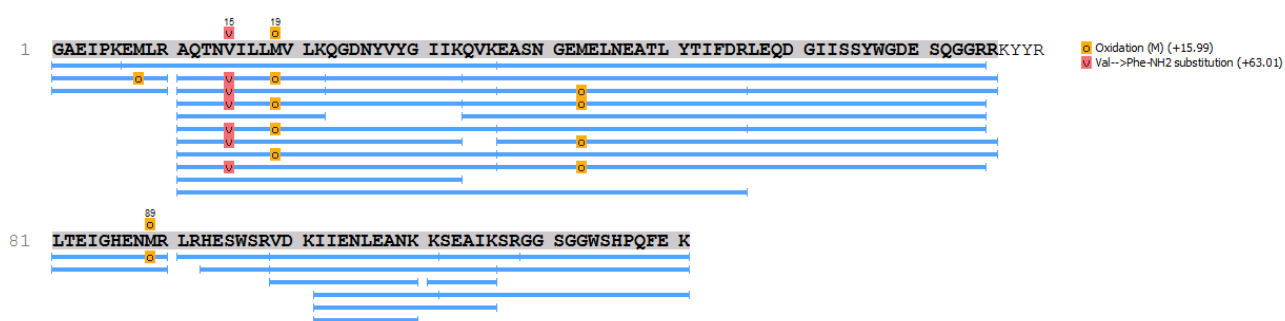 15 19
V O
1 GAEIPKEMLR AQTNVILLMV LKQGDNYVYG IIKQVKEASN GEMELNEATL YTIFDRLEQD GIISSYWGDE SQGGRRKYYR
O Oxidation (M) (+15.99)
V Val-->Phe-NH2 substitution (+63.01)
O V O
V O
V O O
V O
V O
O
V O
89
O
81 LTEIGHENMR LRHESWSRVD KIIENLEANK KSEAIKSRGG SGGWSHPQFE K
O